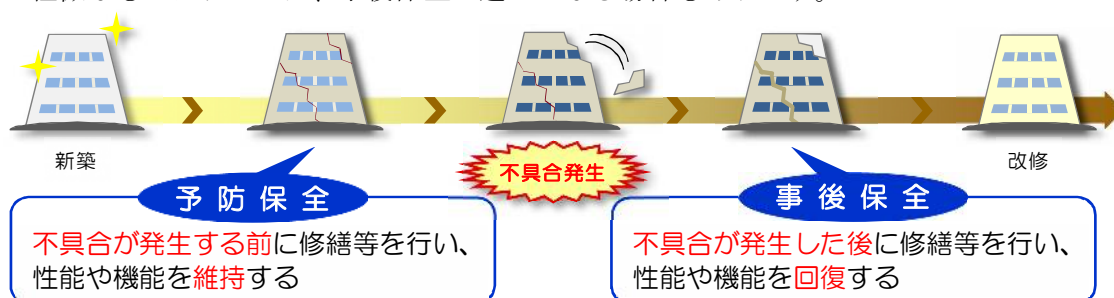 新築
不具合発生
改修
予防保全
不具合が発生する前に修繕等を行い、
性能や機能を維持する
事後保全
不具合が発生した後に修繕等を行い、
性能や機能を回復する